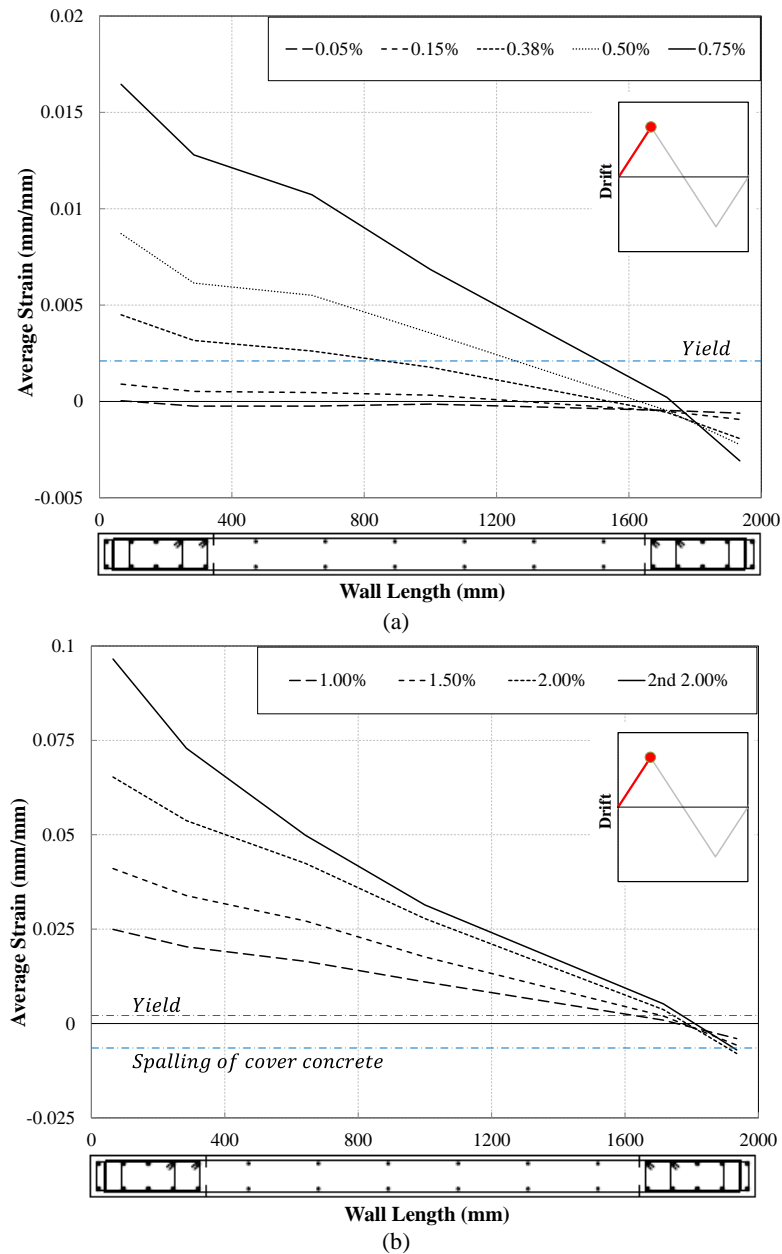 0.02
0.05% 0.15% 0.38% 0.50% 0.75%
0.015
0.01
0.005
0
-0.005
Average Strain (mm/mm)
Drift
Yield
0 400 800 1200 1600 2000
Wall Length (mm)
(a)
0.1
1.00% 1.50% 2.00% 2nd 2.00%
0.075
0.05
0.025
0
-0.025
Average Strain (mm/mm)
Drift
Yield
Spalling of cover concrete
0 400 800 1200 1600 2000
Wall Length (mm)
(b)